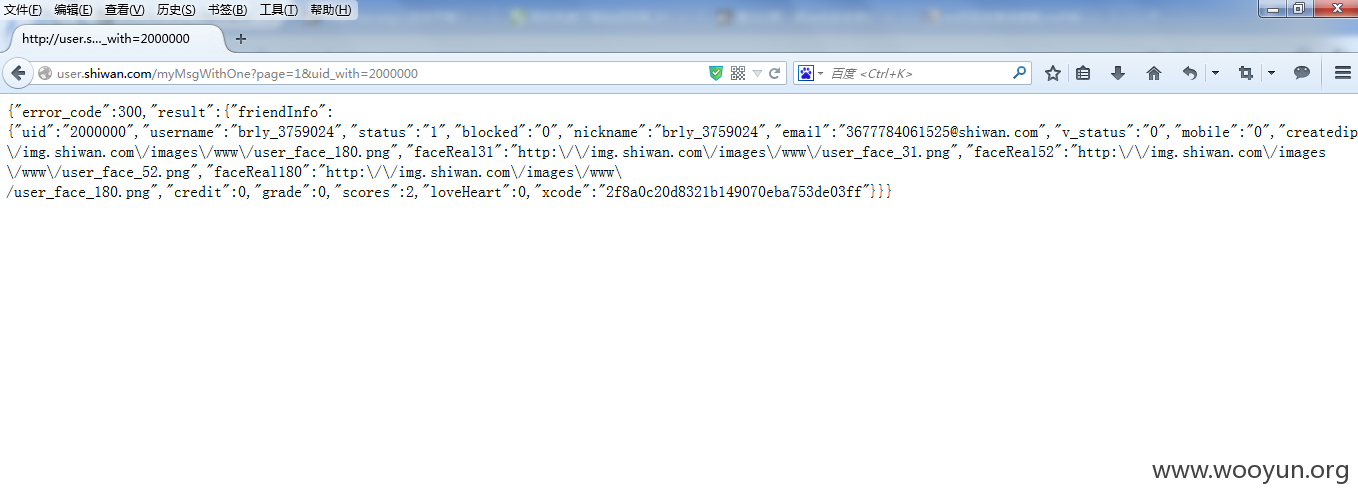 文件(F) 编辑(E) 查看(V) 历史(S) 书签(B) 工具(T) 帮助(H)
http://user.s..._with=2000000
user.shiwan.com/myMsgWithOne?page=1&uid_with=2000000
百度 <Ctrl+K>
{"error_code":300,"result":{"friendInfo":
{"uid":"2000000","username":"brly_3759024","status":"1","blocked":"0","nickname":"brly_3759024","email":"3677784061525@shiwan.com","v_status":"0","mobile":"0","createdip
\/img.shiwan.com\/images\/www\/user_face_180.png","faceReal31":"http:\/\/img.shiwan.com\/images\/www\/user_face_31.png","faceReal52":"http:\/\/img.shiwan.com\/images
\/www\/user_face_52.png","faceReal180":"http:\/\/img.shiwan.com\/images\/www\
/user_face_180.png","credit":0,"grade":0,"scores":2,"loveHeart":0,"xcode":"2f8a0c20d8321b149070eba753de03ff"}}}
www.wooyun.org